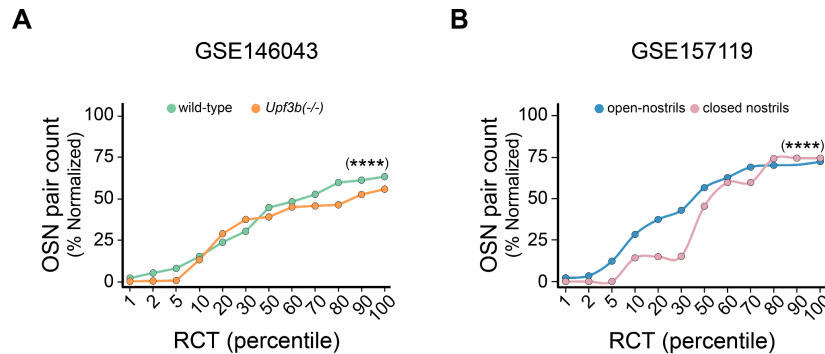 A
GSE146043
100
75
50
25
0
OSN pair count
(% Normalized)
wild-type
Upf3b(-/-)
(****)
1 2 5 10 20 30 50 60 70 80 90 100
RCT (percentile)
B
GSE157119
100
75
50
25
0
OSN pair count
(% Normalized)
open-nostrils
closed nostrils
(****)
1 2 5 10 20 30 50 60 70 80 90 100
RCT (percentile)